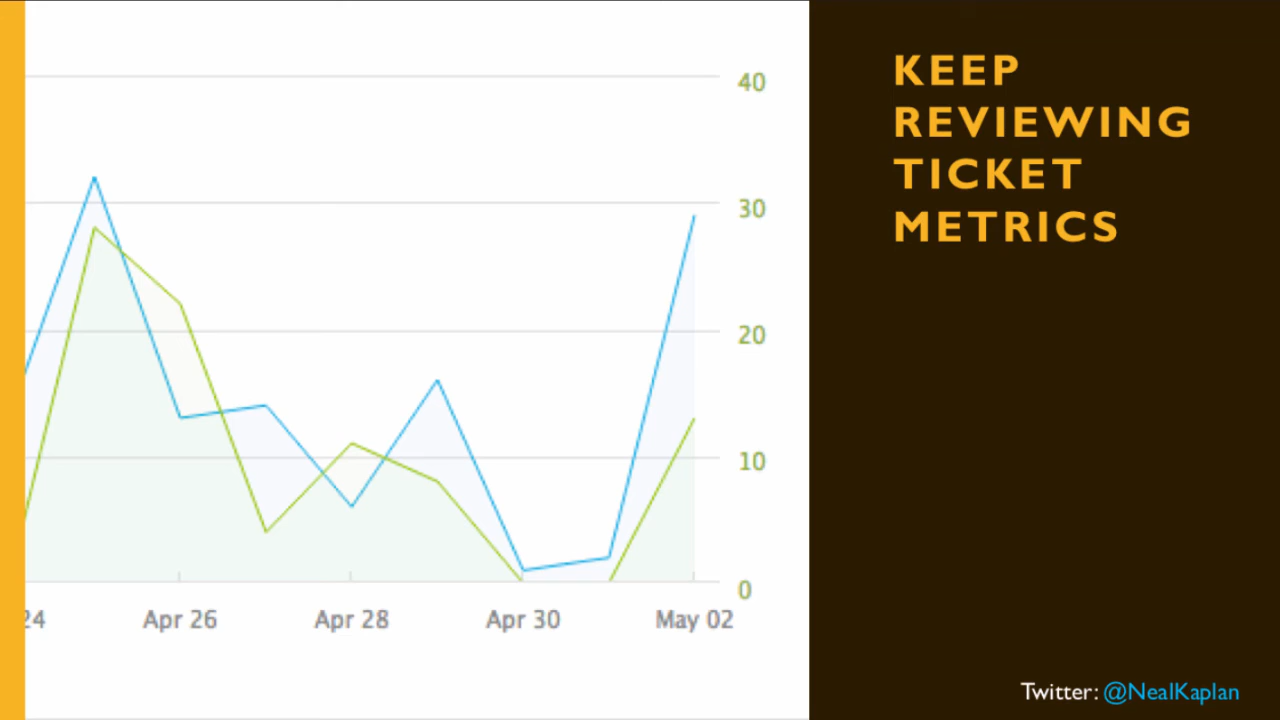 KEEP
REVIEWING
TICKET
METRICS
40
30
20
10
0
24 Apr 26 Apr 28 Apr 30 May 02
Twitter: @NealKaplan